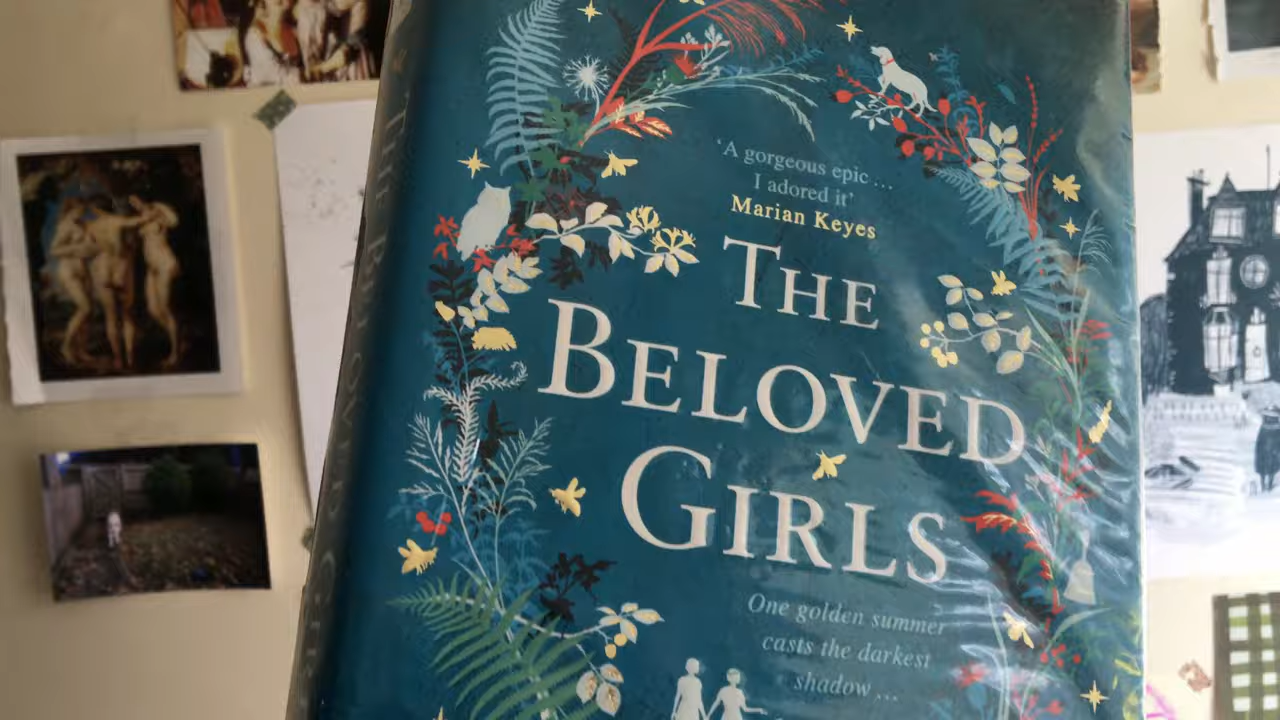 ‘A gorgeous epic ...
I adored it’
Marian Keyes
THE
BELOVED
GIRLS
One golden summer
casts the darkest
shadow ...